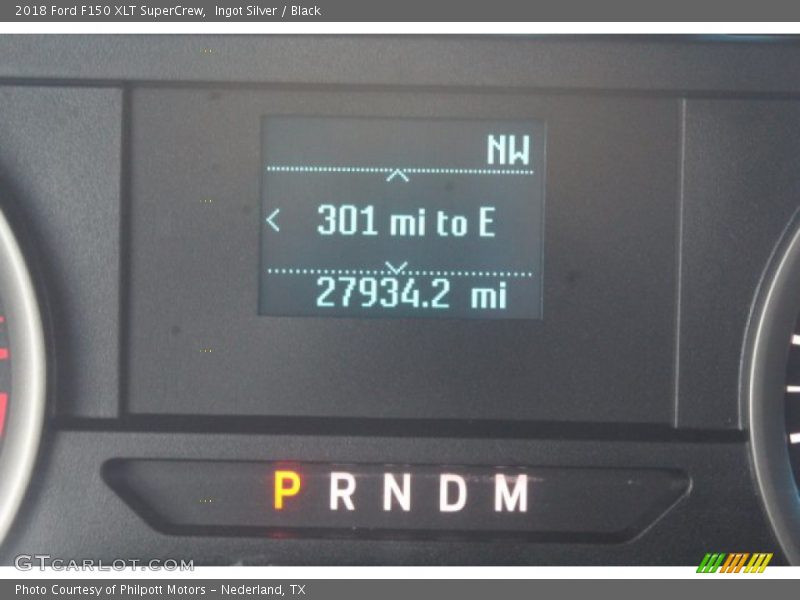 2018 Ford F150 XLT SuperCrew,  Ingot Silver / Black
NW
301 mi to E
27934.2 mi
P R N D M
GTCARLOT.COM
Photo Courtesy of Philpott Motors - Nederland, TX